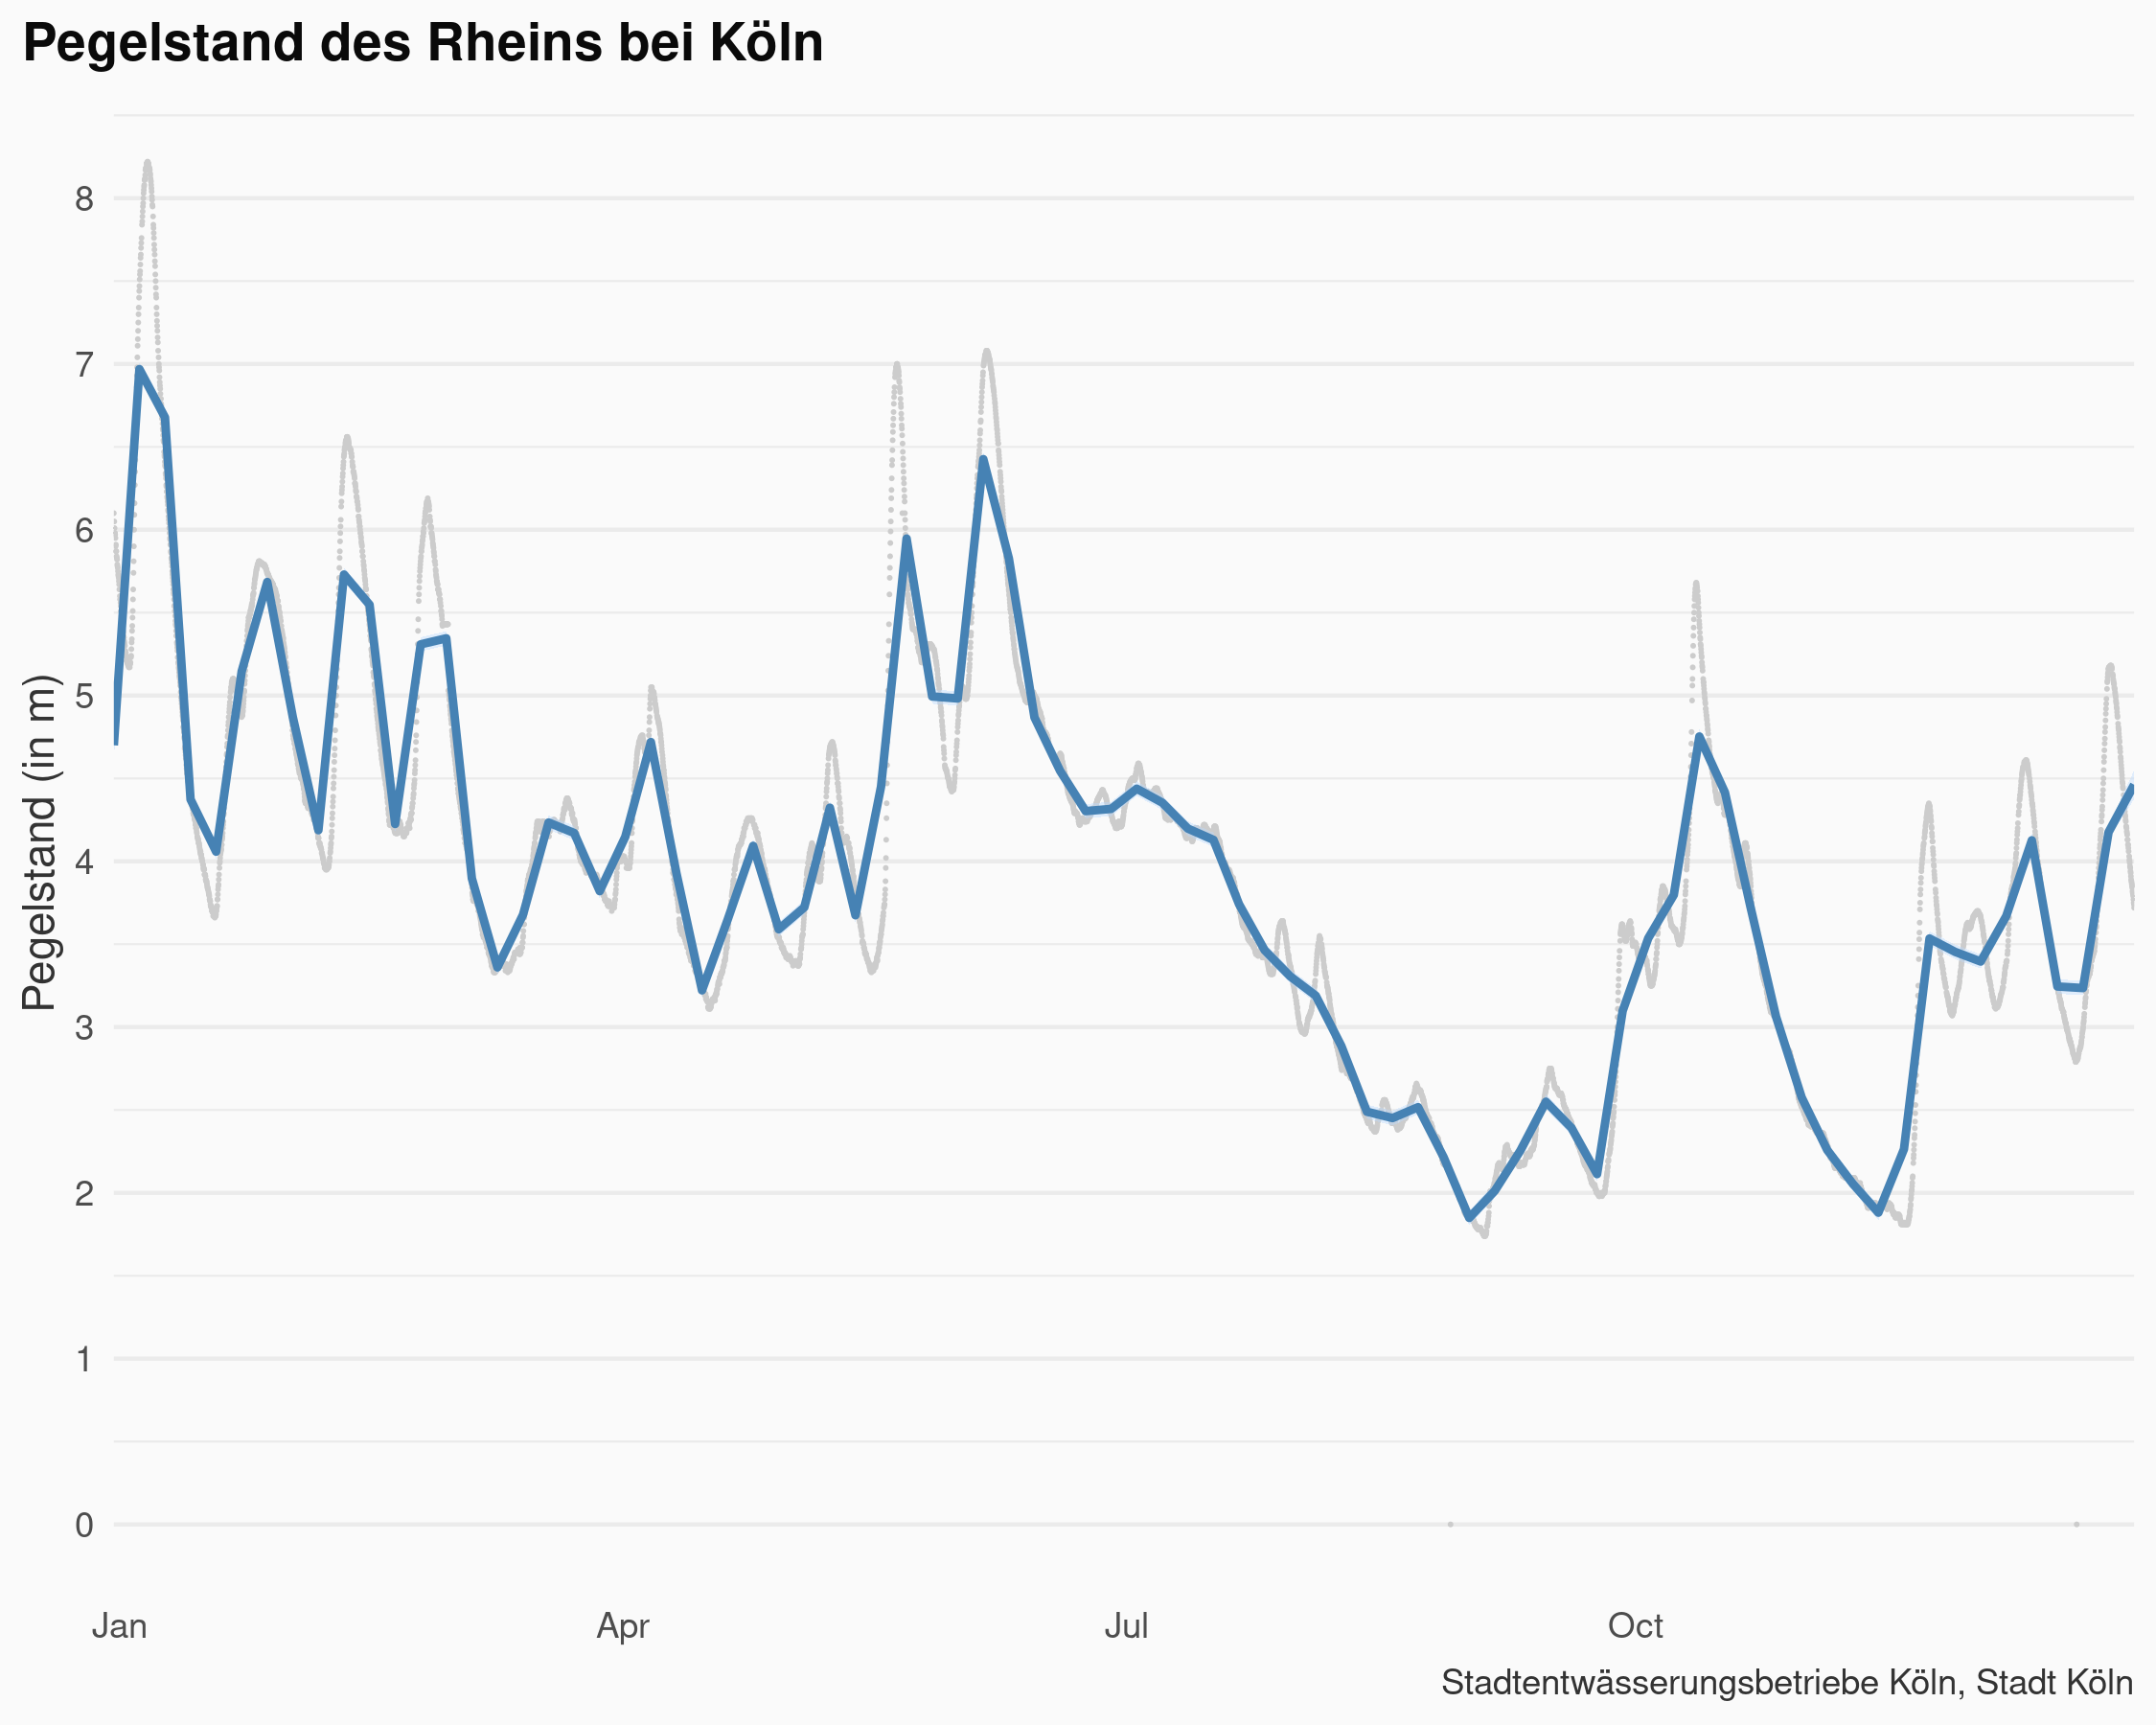 Pegelstand des Rheins bei Köln
Pegelstand (in m)
8
7
6
5
4
3
2
1
0
Jan Apr Jul Oct
Stadtentwässerungsbetriebe Köln, Stadt Köln